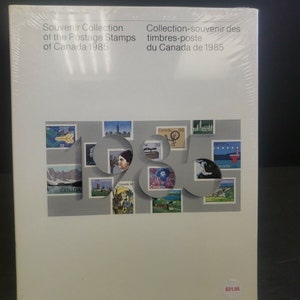 Souvenir Collection
of the Postage Stamps
of Canada 1985
Collection-souvenir des
timbres-poste
du Canada de 1985
1985
CANADA